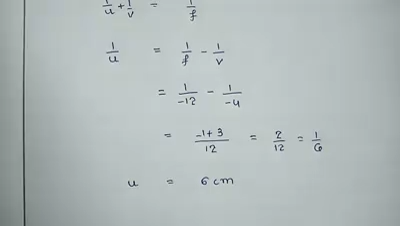 1/u + 1/v = 1/f
1/u = 1/f - 1/v
= 1/-12 - 1/-4
= -1+3/12 = 2/12 = 1/6
u = 6 cm